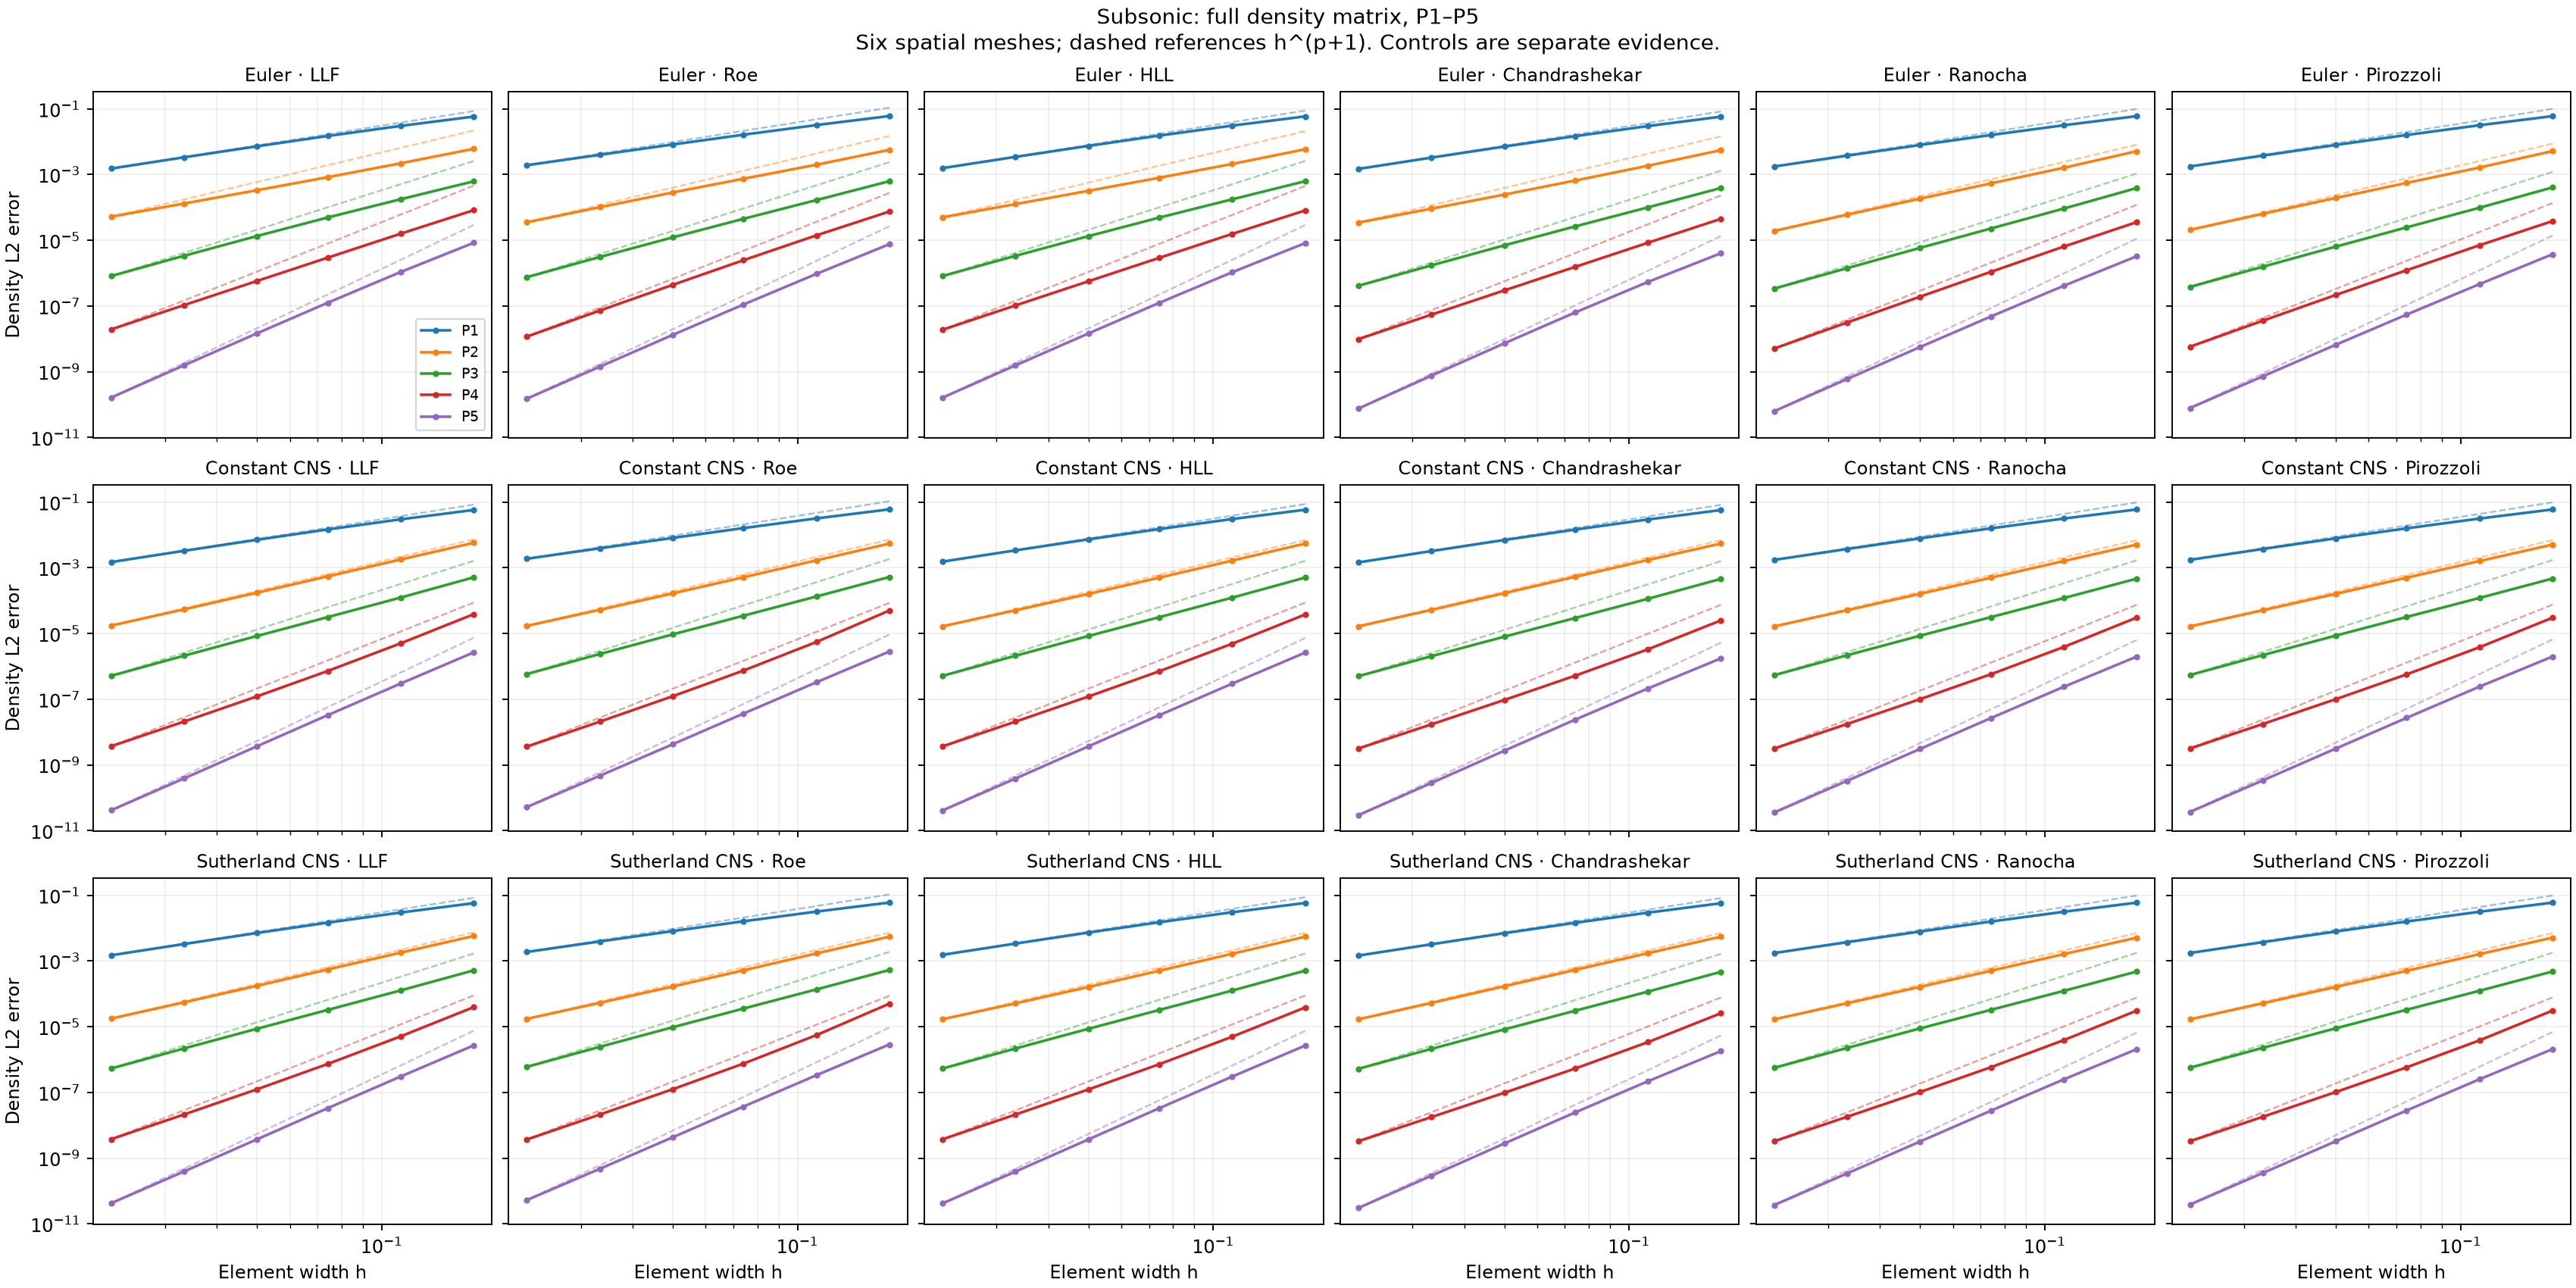 Subsonic: full density matrix, P1–P5
Six spatial meshes; dashed references h^(p+1). Controls are separate evidence.
Euler · LLF
Euler · Roe
Euler · HLL
Euler · Chandrashekar
Euler · Ranocha
Euler · Pirozzoli
Density L2 error
10⁻¹
10⁻³
10⁻⁵
10⁻⁷
10⁻⁹
10⁻¹¹
P1
P2
P3
P4
P5
Constant CNS · LLF
Constant CNS · Roe
Constant CNS · HLL
Constant CNS · Chandrashekar
Constant CNS · Ranocha
Constant CNS · Pirozzoli
Density L2 error
10⁻¹
10⁻³
10⁻⁵
10⁻⁷
10⁻⁹
10⁻¹¹
Sutherland CNS · LLF
Sutherland CNS · Roe
Sutherland CNS · HLL
Sutherland CNS · Chandrashekar
Sutherland CNS · Ranocha
Sutherland CNS · Pirozzoli
Density L2 error
10⁻¹
10⁻³
10⁻⁵
10⁻⁷
10⁻⁹
10⁻¹¹
10⁻¹
10⁻¹
10⁻¹
10⁻¹
10⁻¹
10⁻¹
Element width h
Element width h
Element width h
Element width h
Element width h
Element width h